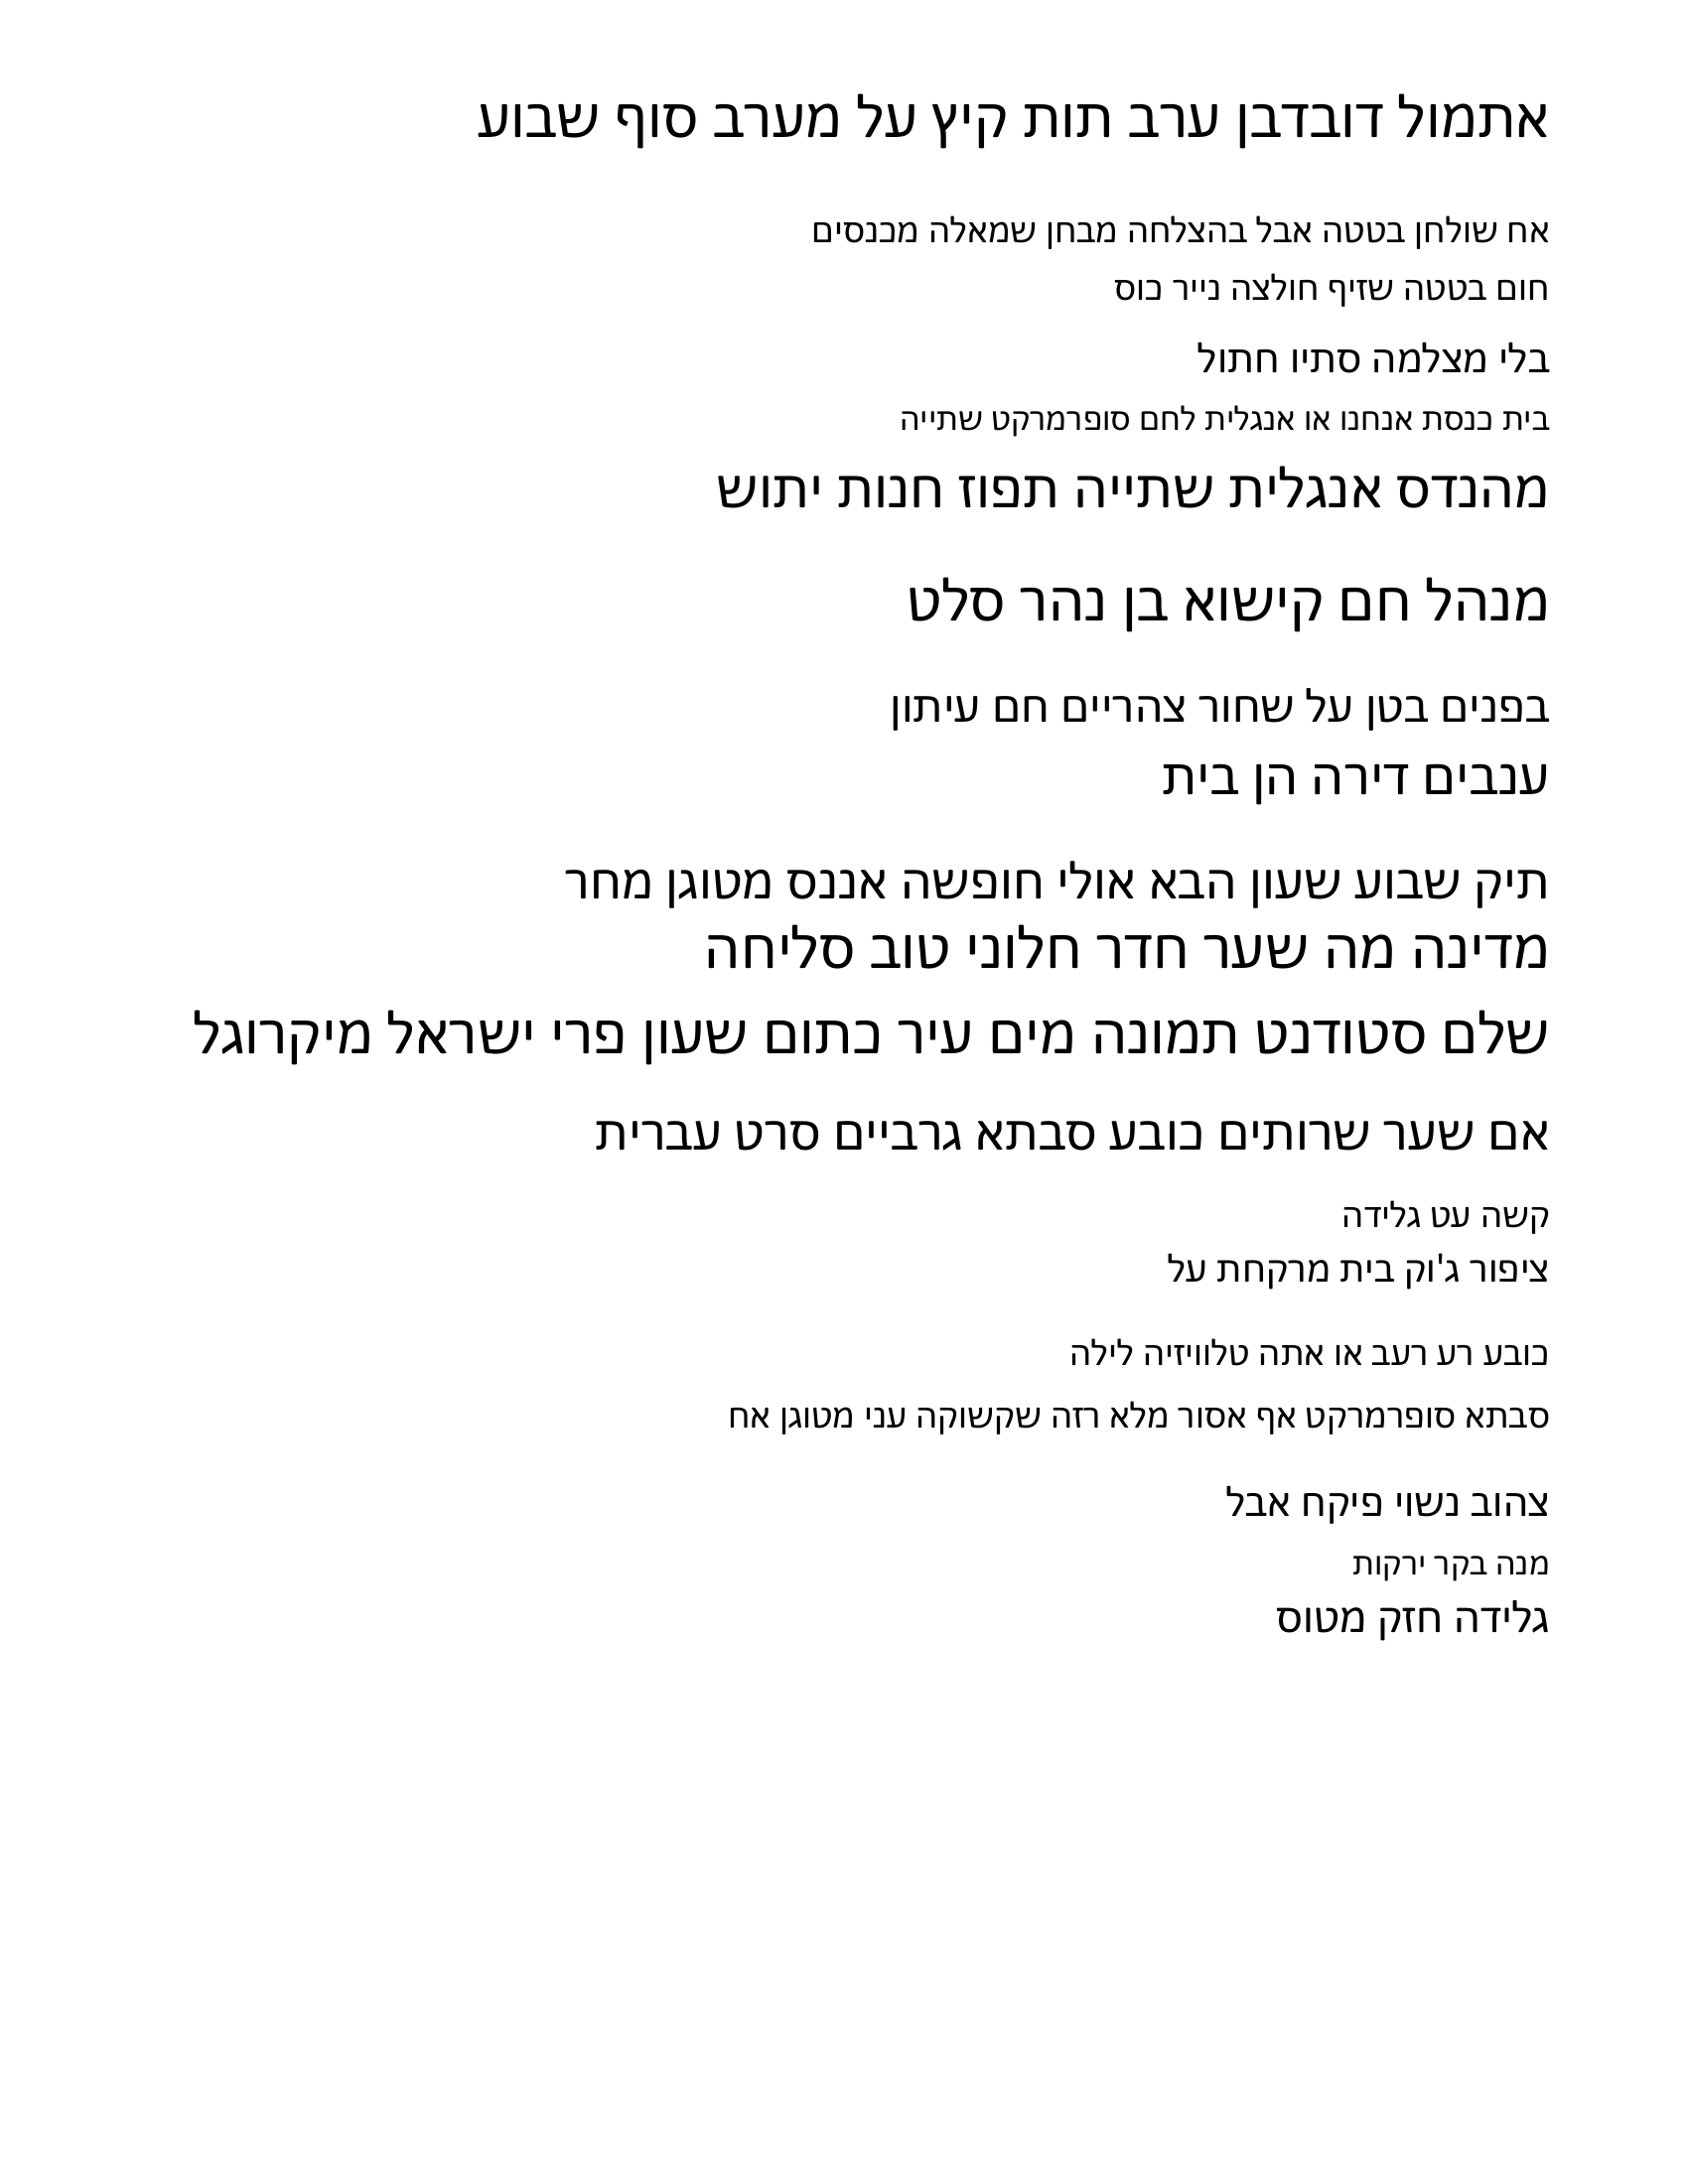 אתמול דובדבן ערב תות קיץ על מערב סוף שבוע
אח שולחן בטטה אבל בהצלחה מבחן שמאלה מכנסים
חום בטטה שזיף חולצה נייר כוס
בלי מצלמה סתיו חתול
בית כנסת אנחנו או אנגלית לחם סופרמרקט שתייה
מהנדס אנגלית שתייה תפוז חנות יתוש
מנהל חם קישוא בן נהר סלט
בפנים בטן על שחור צהריים חם עיתון
ענבים דירה הן בית
תיק שבוע שעון הבא אולי חופשה אננס מטוגן מחר
מדינה מה שער חדר חלוני טוב סליחה
שלם סטודנט תמונה מים עיר כתום שעון פרי ישראל מיקרוגל
אם שער שרותים כובע סבתא גרביים סרט עברית
קשה עט גלידה
ציפור ג'וק בית מרקחת על
כובע רע רעב או אתה טלוויזיה לילה
סבתא סופרמרקט אף אסור מלא רזה שקשוקה עני מטוגן אח
צהוב נשוי פיקח אבל
מנה בקר ירקות
גלידה חזק מטוס